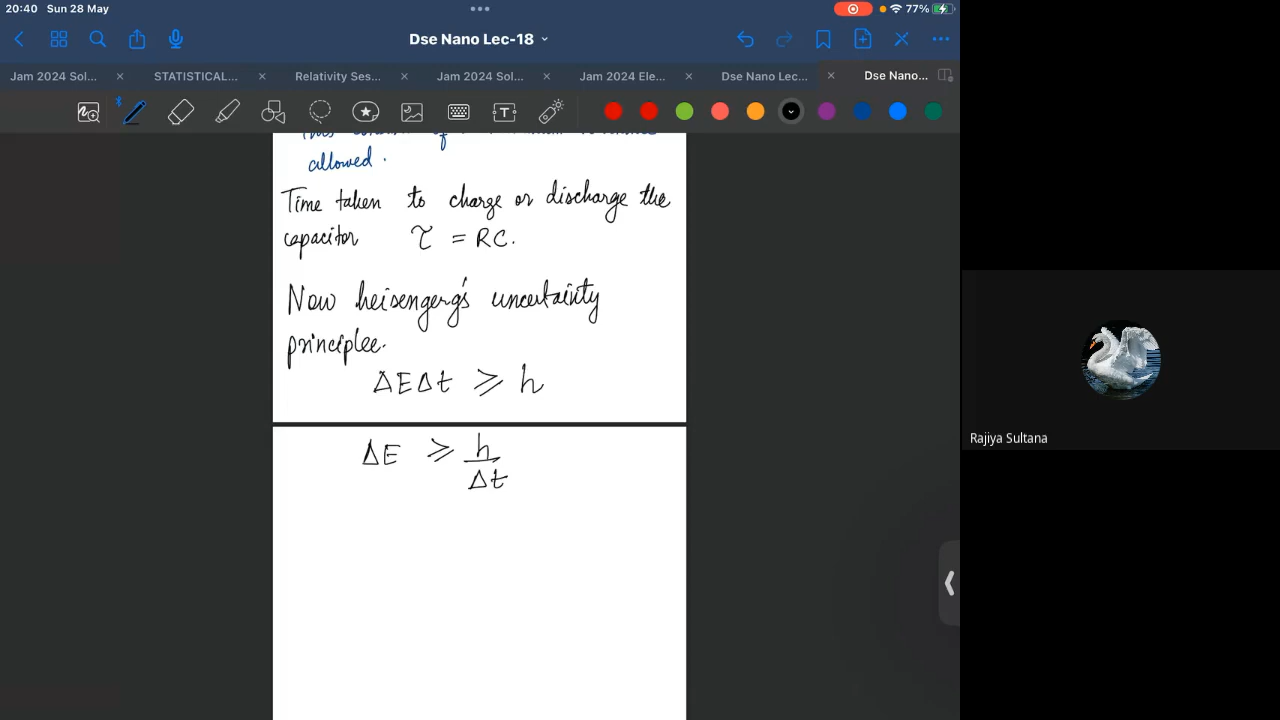 20:40 Sun 28 May
77%
Dse Nano Lec-18
Jam 2024 Sol...
STATISTICAL...
Relativity Ses...
Jam 2024 Sol...
Jam 2024 Ele...
Dse Nano Lec...
Dse Nano...
allowed.
Time taken to charge or discharge the
capacitor τ = RC.
Now heisengerg's uncertainty
principlee.
ΔEΔt ≥ h
ΔE ≥ h/Δt
Rajiya Sultana